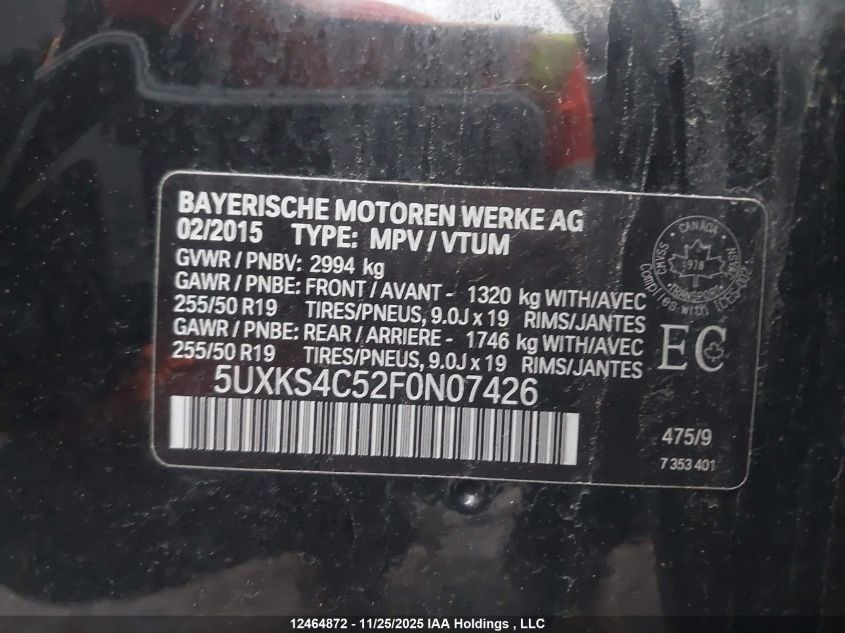 BAYERISCHE MOTOREN WERKE AG
02/2015 TYPE: MPV / VTUM
GVWR / PNBV: 2994 kg
GAWR / PNBE: FRONT / AVANT - 1320 kg WITH/AVEC
255/50 R19 TIRES/PNEUS, 9.0J x 19 RIMS/JANTES
GAWR / PNBE: REAR / ARRIERE - 1746 kg WITH/AVEC
255/50 R19 TIRES/PNEUS, 9.0J x 19 RIMS/JANTES
5UXKS4C52F0N07426
CANADA
978
TRANSPORT
EC
475/9
7 353 401
12464872 - 11/25/2025 IAA Holdings , LLC